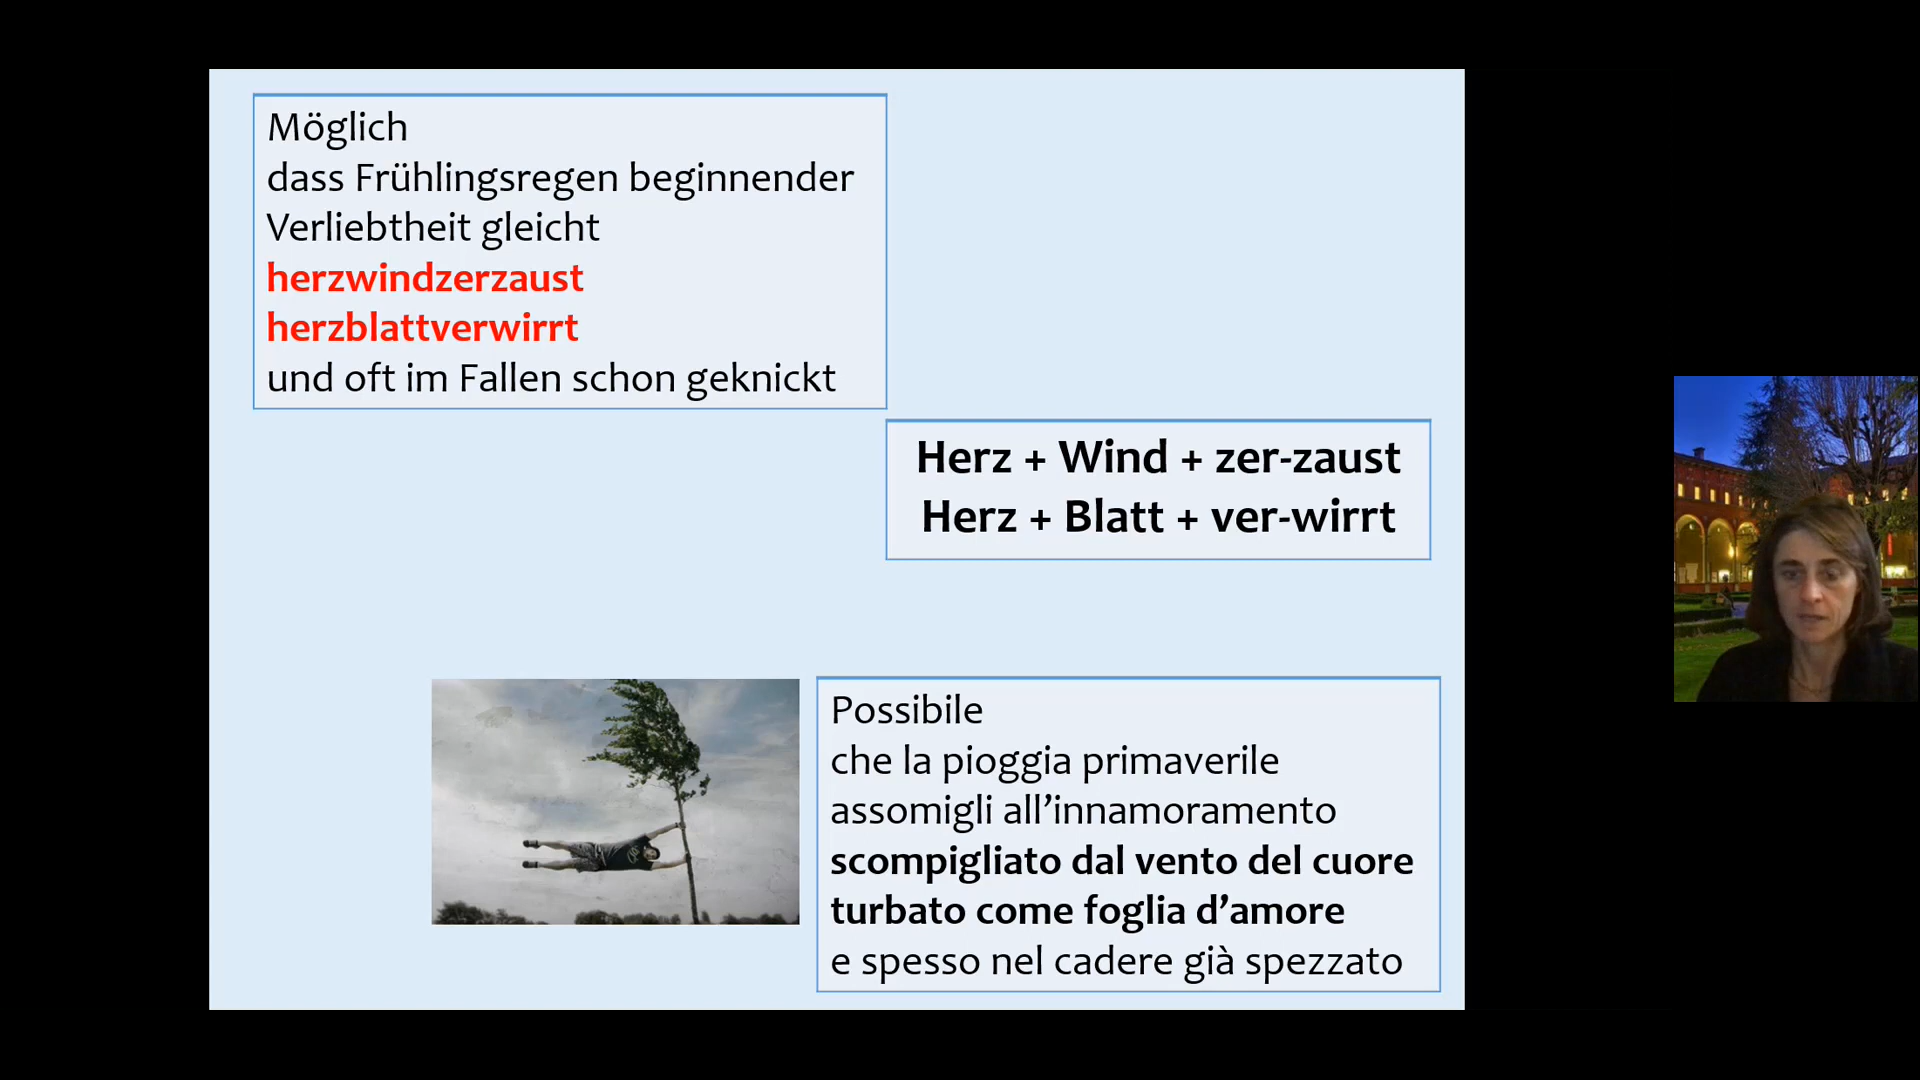 Möglich
dass Frühlingsregen beginnender
Verliebtheit gleicht
herzwindzerzaust
herzblattverwirrt
und oft im Fallen schon geknickt
Herz + Wind + zer-zaust
Herz + Blatt + ver-wirrt
Possibile
che la pioggia primaverile
assomigli all’innamoramento
scompigliato dal vento del cuore
turbato come foglia d’amore
e spesso nel cadere già spezzato